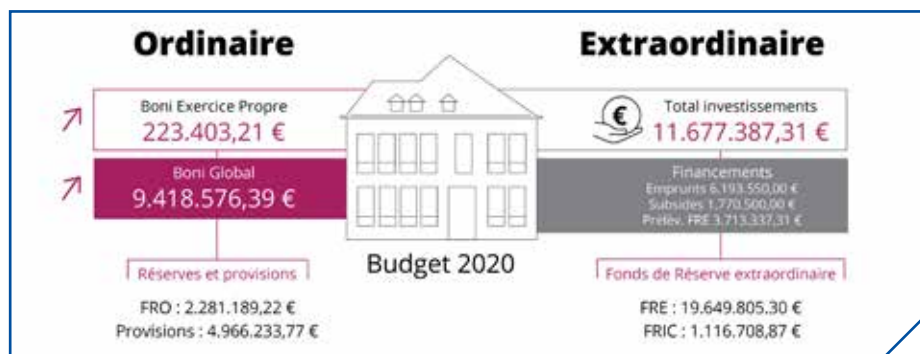 Ordinaire
Boni Exercice Propre
223.403,21 €
Boni Global
9.418.576,39 €
Réserves et provisions
FRO : 2.281.189,22 €
Provisions : 4.966.233,77 €
Budget 2020
Extraordinaire
€
Total investissements
11.677.387,31 €
Financements
Emprunts 6.193.550,00 €
Subsides 1.770.500,00 €
Prélèv. FRE 3.713.337,31 €
Fonds de Réserve extraordinaire
FRE : 19.649.805.30 €
FRIC : 1.116.708,87 €